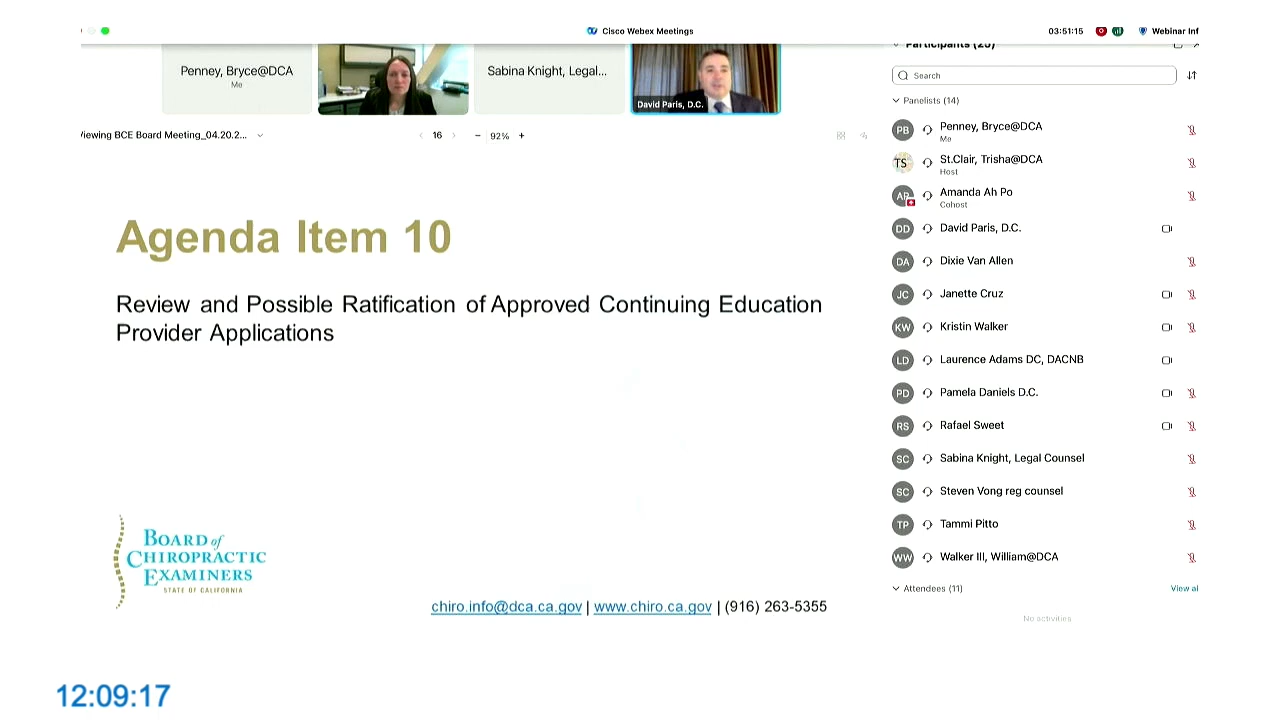 Cisco Webex Meetings
03:51:15
Webinar Inf
Penney, Bryce@DCA
Me
Sabina Knight, Legal...
David Paris, D.C.
Viewing BCE Board Meeting_04.20.2...
16
92%
Agenda Item 10
Review and Possible Ratification of Approved Continuing Education
Provider Applications
BOARD of
CHIROPRACTIC
EXAMINERS
STATE OF CALIFORNIA
chiro.info@dca.ca.gov | www.chiro.ca.gov | (916) 263-5355
12:09:17
Participants (25)
Search
Panelists (14)
PB Penney, Bryce@DCA
Me
TS St.Clair, Trisha@DCA
Host
AP Amanda Ah Po
Cohost
DD David Paris, D.C.
DA Dixie Van Allen
JC Janette Cruz
KW Kristin Walker
LD Laurence Adams DC, DACNB
PD Pamela Daniels D.C.
RS Rafael Sweet
SC Sabina Knight, Legal Counsel
SC Steven Vong reg counsel
TP Tammi Pitto
WW Walker III, William@DCA
Attendees (11)
View al
No activities